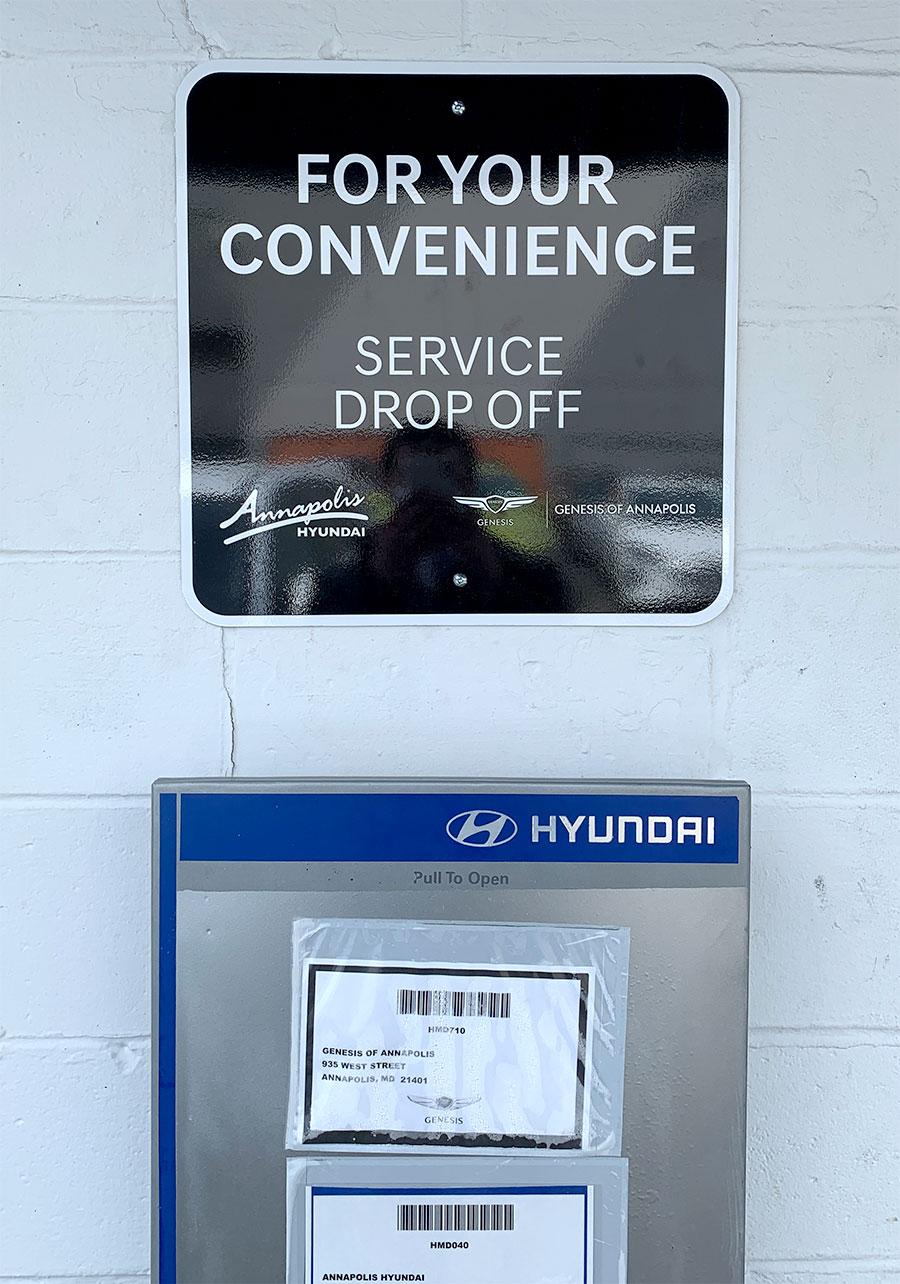 FOR YOUR
CONVENIENCE
SERVICE
DROP OFF
Annapolis
HYUNDAI
GENESIS
GENESIS
GENESIS OF ANNAPOLIS
HYUNDAI
Pull To Open
HMD710
GENESIS OF ANNAPOLIS
935 WEST STREET
ANNAPOLIS, MD 21401
GENESIS
HMD040
ANNAPOLIS HYUNDAI